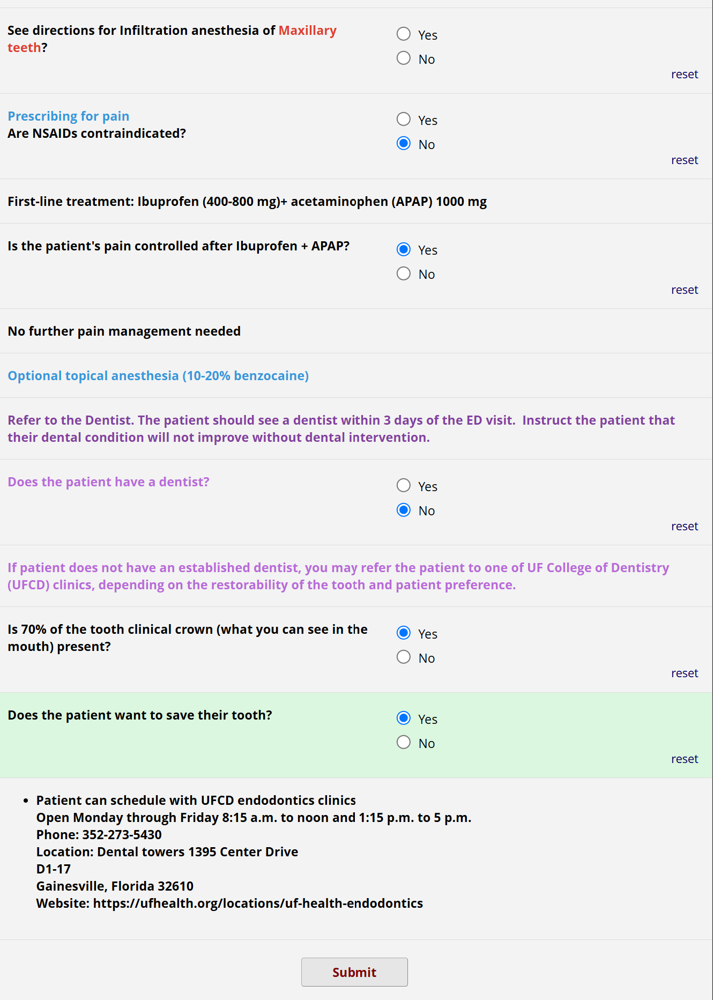 See directions for Infiltration anesthesia of Maxillary
teeth?
Yes
No
reset
Prescribing for pain
Are NSAIDs contraindicated?
Yes
No
reset
First-line treatment: Ibuprofen (400-800 mg)+ acetaminophen (APAP) 1000 mg
Is the patient's pain controlled after Ibuprofen + APAP?
Yes
No
reset
No further pain management needed
Optional topical anesthesia (10-20% benzocaine)
Refer to the Dentist. The patient should see a dentist within 3 days of the ED visit.  Instruct the patient that
their dental condition will not improve without dental intervention.
Does the patient have a dentist?
Yes
No
reset
If patient does not have an established dentist, you may refer the patient to one of UF College of Dentistry
(UFCD) clinics, depending on the restorability of the tooth and patient preference.
Is 70% of the tooth clinical crown (what you can see in the
mouth) present?
Yes
No
reset
Does the patient want to save their tooth?
Yes
No
reset
• Patient can schedule with UFCD endodontics clinics
Open Monday through Friday 8:15 a.m. to noon and 1:15 p.m. to 5 p.m.
Phone: 352-273-5430
Location: Dental towers 1395 Center Drive
D1-17
Gainesville, Florida 32610
Website: https://ufhealth.org/locations/uf-health-endodontics
Submit